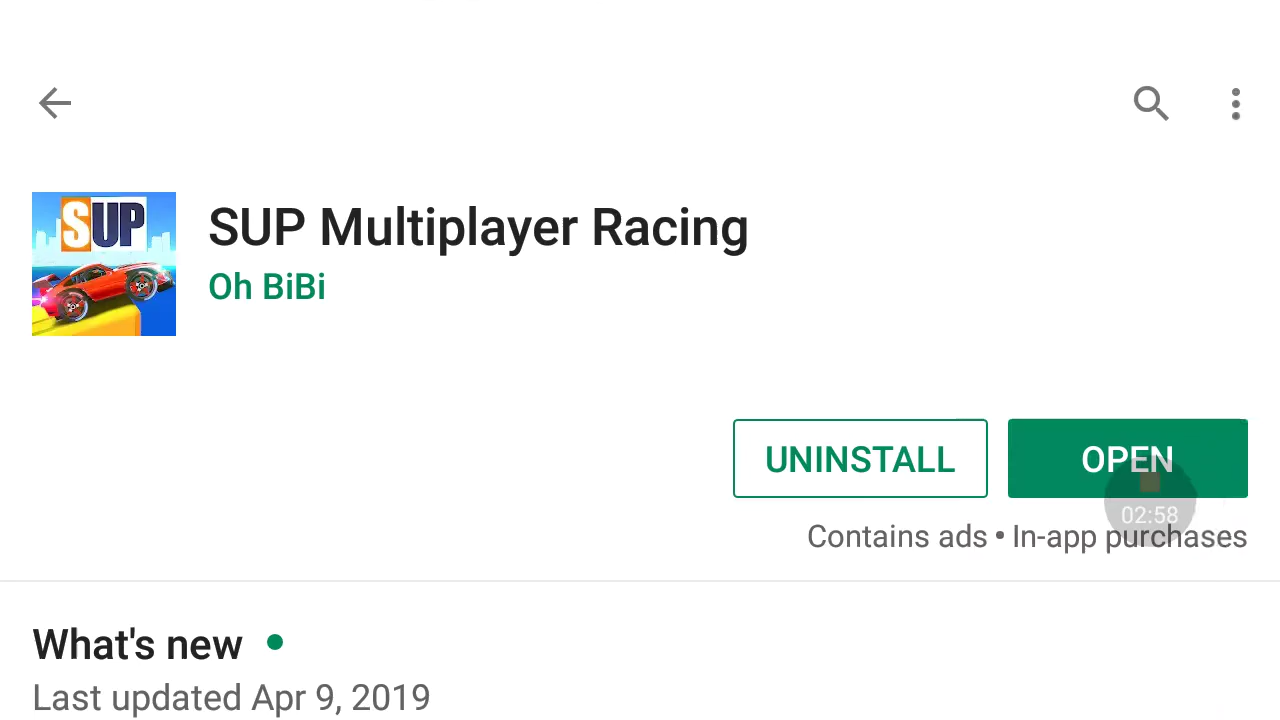 SUP
SUP Multiplayer Racing
Oh BiBi
UNINSTALL
OPEN
02:58
Contains ads • In-app purchases
What's new
Last updated Apr 9, 2019